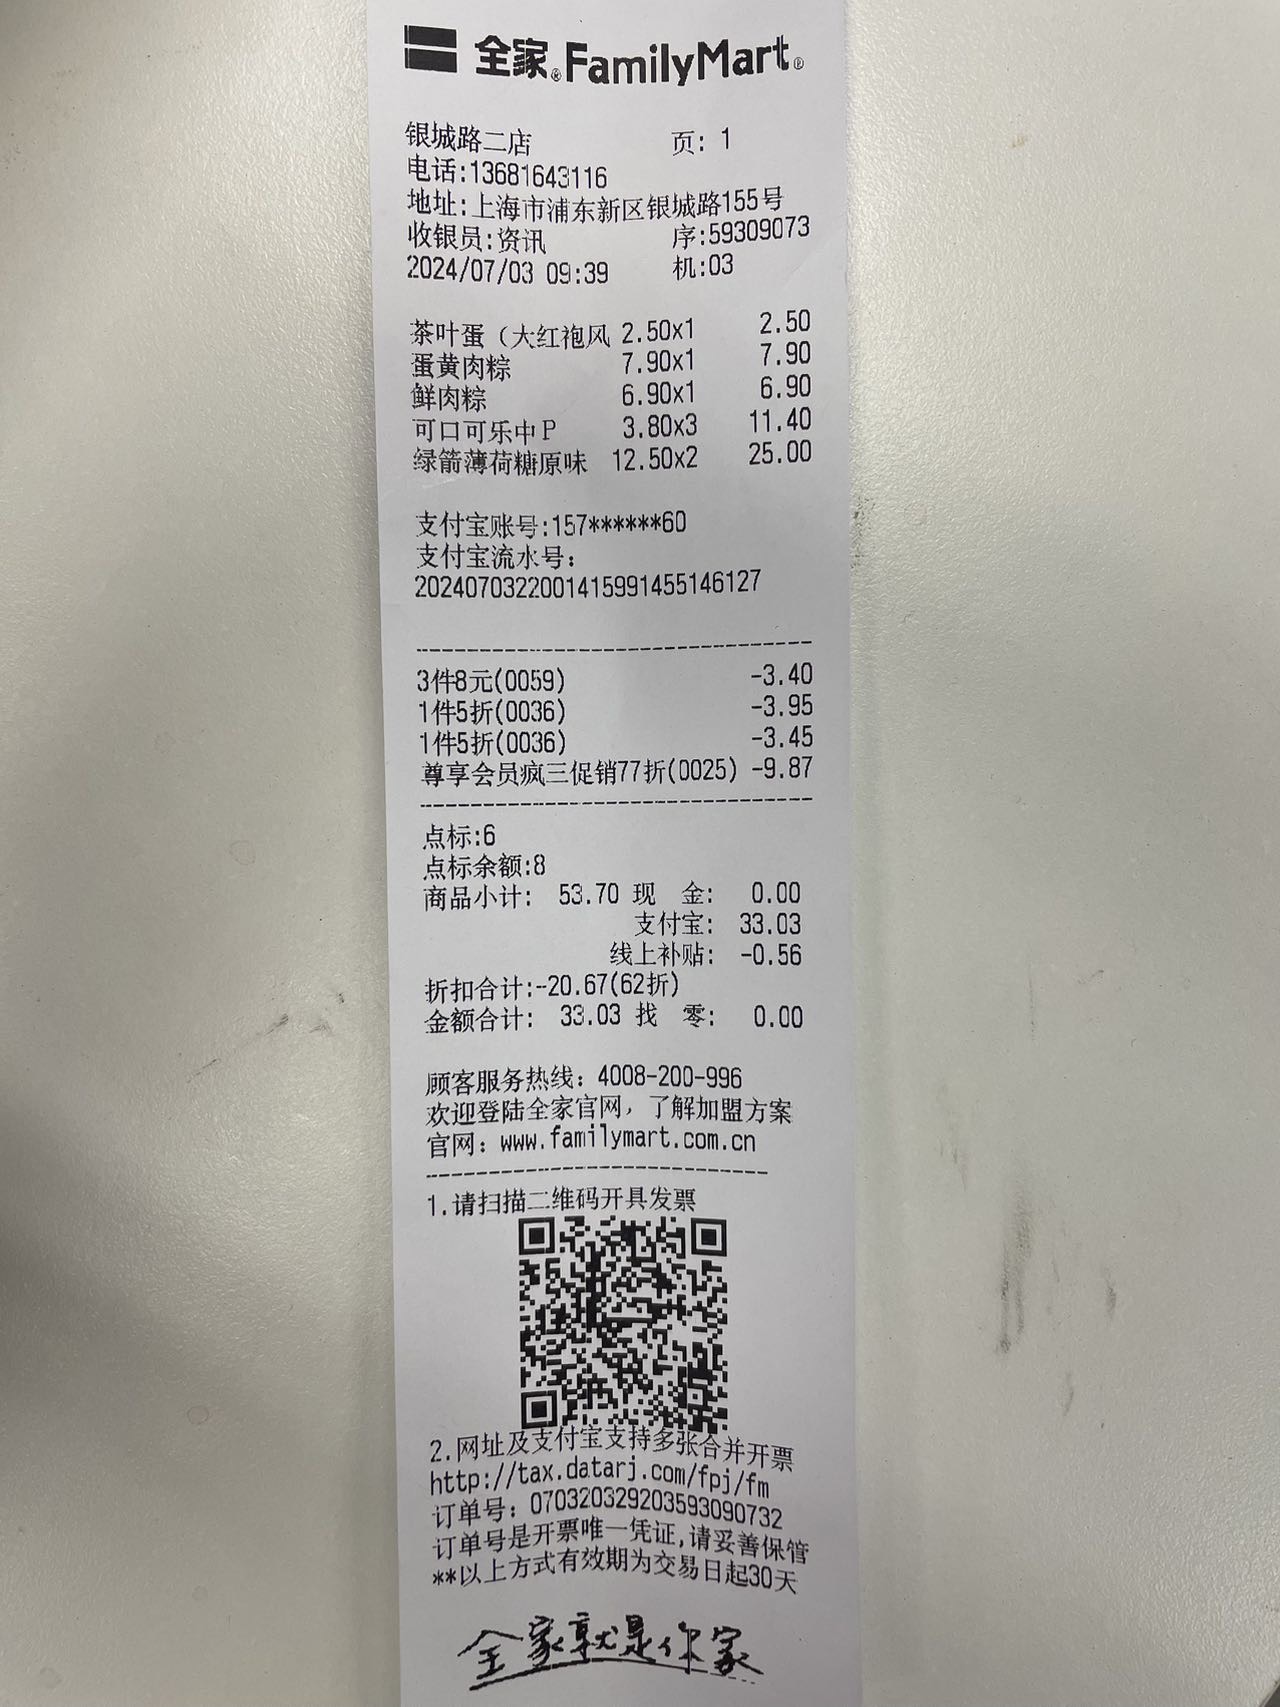 全家® FamilyMart®
银城路二店 页: 1
电话:13681643116
地址:上海市浦东新区银城路155号
收银员:资讯 序:59309073
2024/07/03 09:39 机:03
茶叶蛋（大红袍风 2.50x1 2.50
蛋黄肉粽 7.90x1 7.90
鲜肉粽 6.90x1 6.90
可口可乐中P 3.80x3 11.40
绿箭薄荷糖原味 12.50x2 25.00
支付宝账号:157******60
支付宝流水号:
2024070322001415991455146127
3件8元(0059) -3.40
1件5折(0036) -3.95
1件5折(0036) -3.45
尊享会员疯三促销77折(0025) -9.87
点标:6
点标余额:8
商品小计: 53.70 现 金: 0.00
支付宝: 33.03
线上补贴: -0.56
折扣合计:-20.67(62折)
金额合计: 33.03 找 零: 0.00
顾客服务热线: 4008-200-996
欢迎登陆全家官网，了解加盟方案
官网: www.familymart.com.cn
1.请扫描二维码开具发票
2.网址及支付宝支持多张合并开票
http://tax.datarj.com/fpj/fm
订单号: 070320329203593090732
订单号是开票唯一凭证,请妥善保管
**以上方式有效期为交易日起30天
全家就是你家